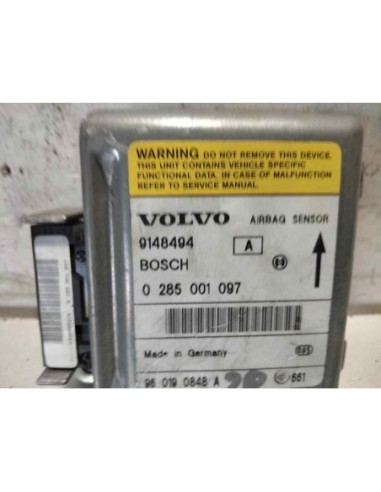 WARNING DO NOT REMOVE THIS DEVICE.
THIS UNIT CONTAINS VEHICLE SPECIFIC
FUNCTIONAL DATA. IN CASE OF MALFUNCTION
REFER TO SERVICE MANUAL.
VOLVO AIRBAG SENSOR
9148494 A
BOSCH
0 285 001 097
Made in Germany
96 019 0848 A 661